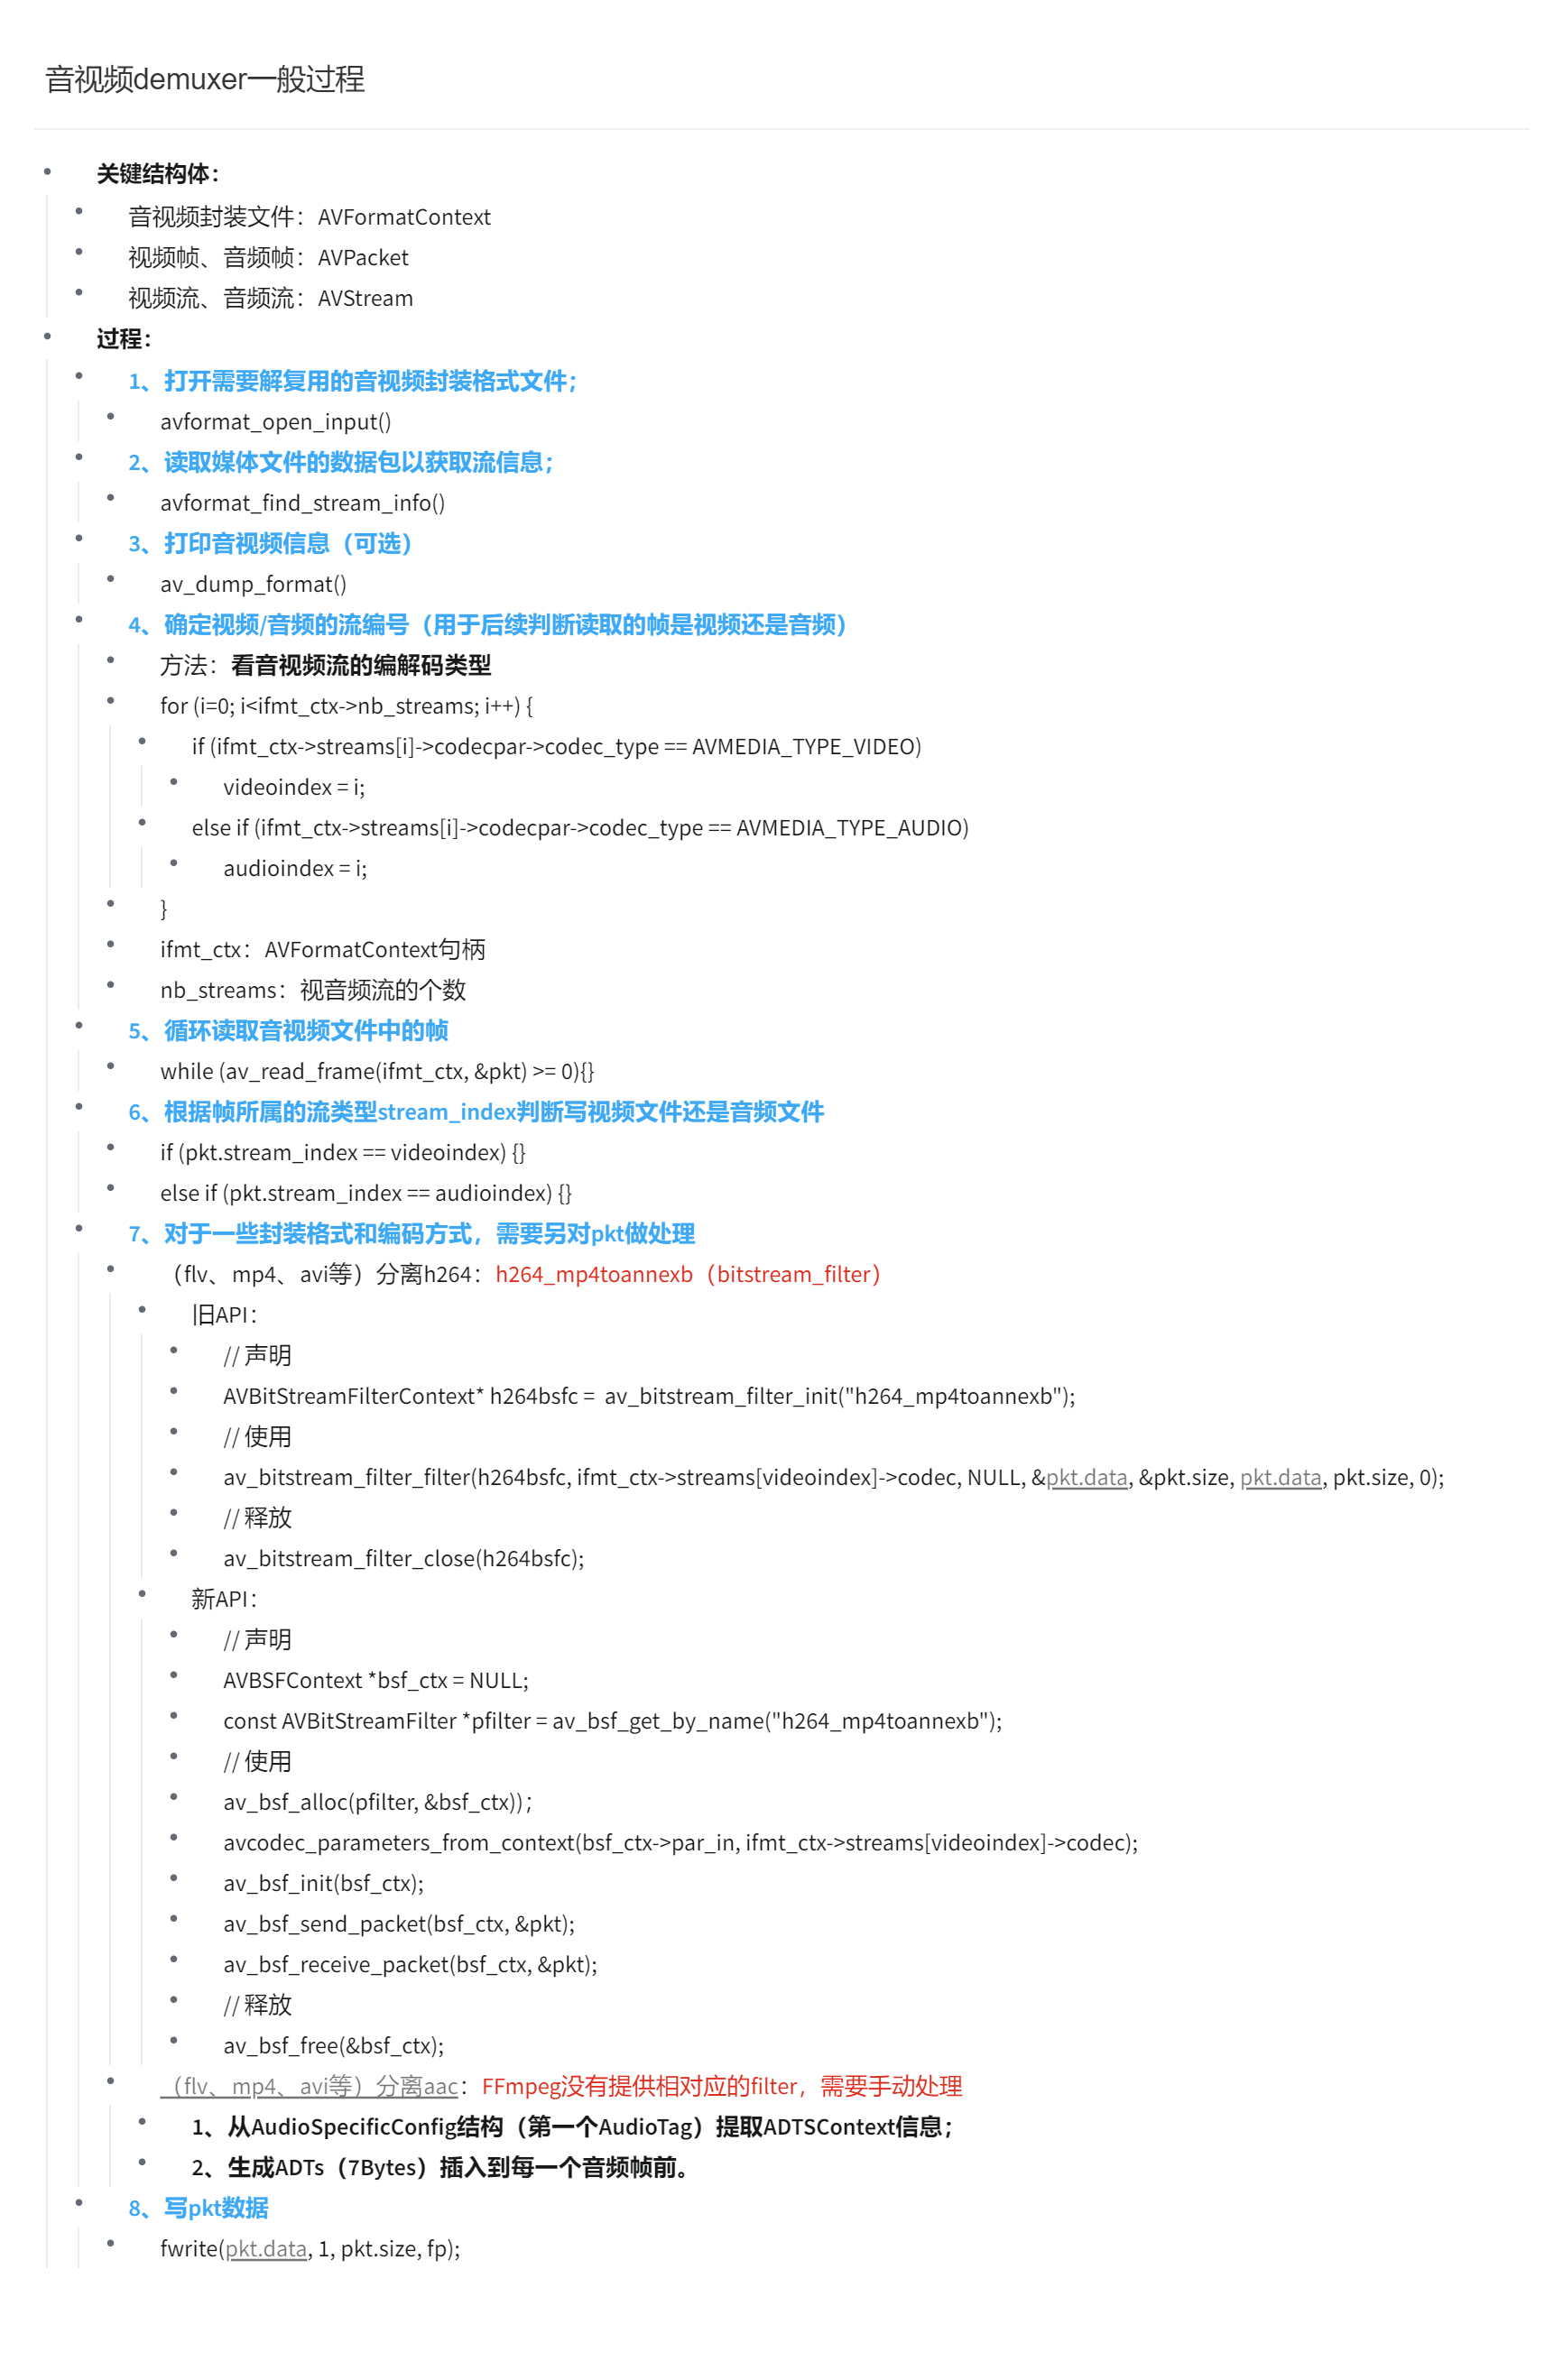 音视频demuxer一般过程
关键结构体：
音视频封装文件：AVFormatContext
视频帧、音频帧：AVPacket
视频流、音频流：AVStream
过程：
1、打开需要解复用的音视频封装格式文件；
avformat_open_input()
2、读取媒体文件的数据包以获取流信息；
avformat_find_stream_info()
3、打印音视频信息（可选）
av_dump_format()
4、确定视频/音频的流编号（用于后续判断读取的帧是视频还是音频）
方法：看音视频流的编解码类型
for (i=0; i<ifmt_ctx->nb_streams; i++) {
if (ifmt_ctx->streams[i]->codecpar->codec_type == AVMEDIA_TYPE_VIDEO)
videoindex = i;
else if (ifmt_ctx->streams[i]->codecpar->codec_type == AVMEDIA_TYPE_AUDIO)
audioindex = i;
}
ifmt_ctx：AVFormatContext句柄
nb_streams：视音频流的个数
5、循环读取音视频文件中的帧
while (av_read_frame(ifmt_ctx, &pkt) >= 0){}
6、根据帧所属的流类型stream_index判断写视频文件还是音频文件
if (pkt.stream_index == videoindex) {}
else if (pkt.stream_index == audioindex) {}
7、对于一些封装格式和编码方式，需要另对pkt做处理
（flv、mp4、avi等）分离h264：h264_mp4toannexb（bitstream_filter）
旧API：
// 声明
AVBitStreamFilterContext* h264bsfc =  av_bitstream_filter_init("h264_mp4toannexb");
// 使用
av_bitstream_filter_filter(h264bsfc, ifmt_ctx->streams[videoindex]->codec, NULL, &pkt.data, &pkt.size, pkt.data, pkt.size, 0);
// 释放
av_bitstream_filter_close(h264bsfc);
新API：
// 声明
AVBSFContext *bsf_ctx = NULL;
const AVBitStreamFilter *pfilter = av_bsf_get_by_name("h264_mp4toannexb");
// 使用
av_bsf_alloc(pfilter, &bsf_ctx))；
avcodec_parameters_from_context(bsf_ctx->par_in, ifmt_ctx->streams[videoindex]->codec);
av_bsf_init(bsf_ctx);
av_bsf_send_packet(bsf_ctx, &pkt);
av_bsf_receive_packet(bsf_ctx, &pkt);
// 释放
av_bsf_free(&bsf_ctx);
（flv、mp4、avi等）分离aac：FFmpeg没有提供相对应的filter，需要手动处理
1、从AudioSpecificConfig结构（第一个AudioTag）提取ADTSContext信息；
2、生成ADTs（7Bytes）插入到每一个音频帧前。
8、写pkt数据
fwrite(pkt.data, 1, pkt.size, fp);